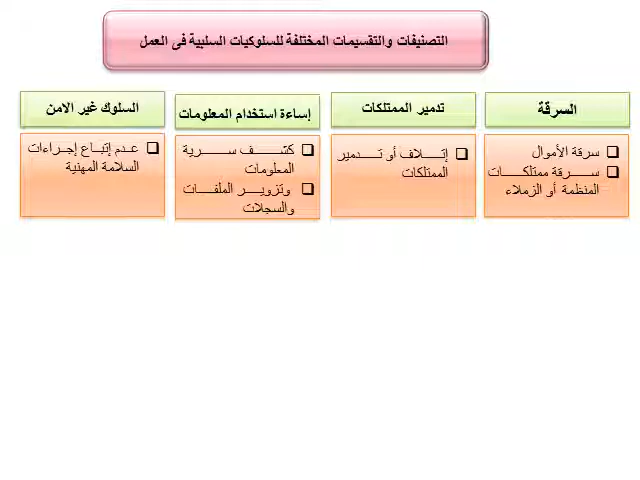 التصنيفات والتقسيمات المختلفة للسلوكيات السلبية فى العمل
السرقة
سرقة الأموال
سرقة ممتلكات
المنظمة أو الزملاء
تدمير الممتلكات
إتلاف أو تدمير
الممتلكات
إساءة استخدام المعلومات
كشف سرية
المعلومات
وتزوير الملفات
والسجلات
السلوك غير الامن
عدم إتباع إجراءات
السلامة المهنية